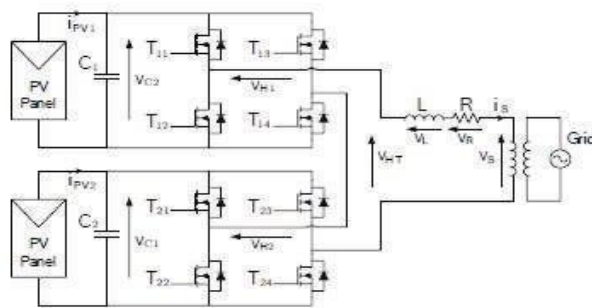 iPV1
T11
T13
PV
Panel
C1
vC2
vH1
T12
T14
L
R
iS
vL
vR
Grid
vHT
vS
iPV2
T21
T23
PV
Panel
C2
vC1
vH2
T22
T24